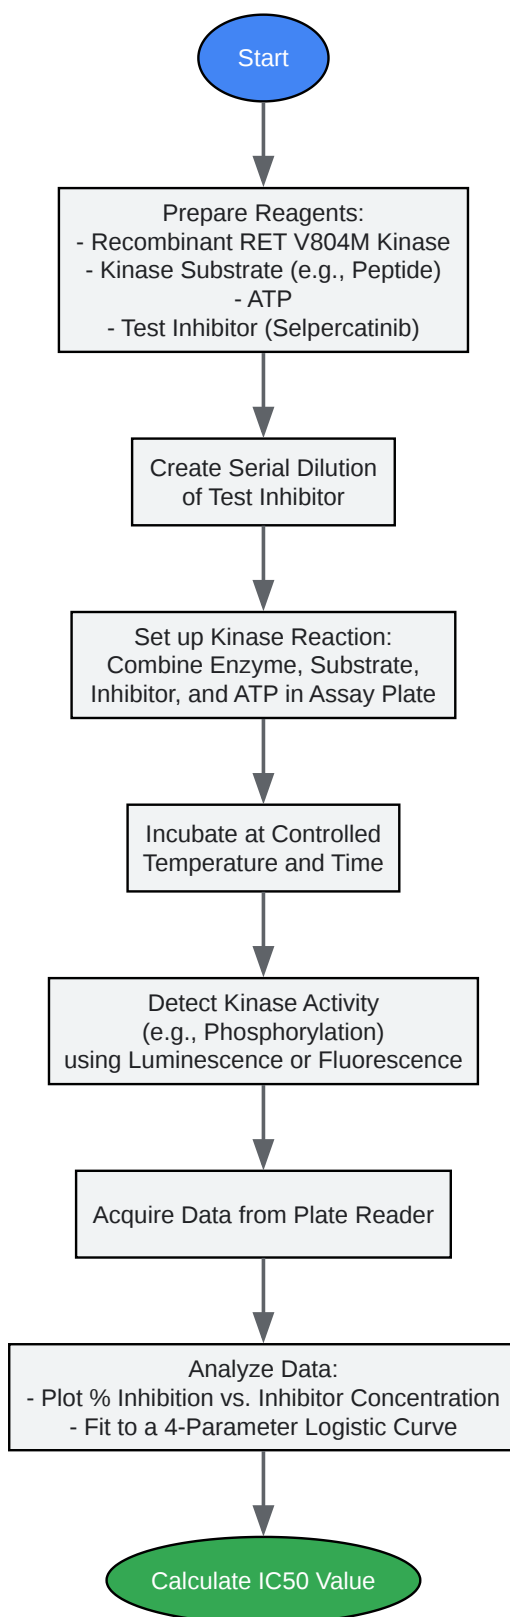 Start
Prepare Reagents:
- Recombinant RET V804M Kinase
- Kinase Substrate (e.g., Peptide)
- ATP
- Test Inhibitor (Selpercatinib)
Create Serial Dilution
of Test Inhibitor
Set up Kinase Reaction:
Combine Enzyme, Substrate,
Inhibitor, and ATP in Assay Plate
Incubate at Controlled
Temperature and Time
Detect Kinase Activity
(e.g., Phosphorylation)
using Luminescence or Fluorescence
Acquire Data from Plate Reader
Analyze Data:
- Plot % Inhibition vs. Inhibitor Concentration
- Fit to a 4-Parameter Logistic Curve
Calculate IC50 Value